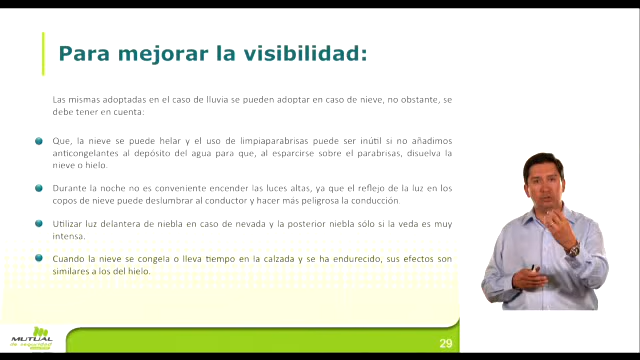 Para mejorar la visibilidad:
Las mismas adoptadas en el caso de lluvia se pueden adoptar en caso de nieve, no obstante, se
debe tener en cuenta:
Que, la nieve se puede helar y el uso de limpiaparabrisas puede ser inútil si no añadimos
anticongelantes al depósito del agua para que, al esparcirse sobre el parabrisas, disuelva la
nieve o hielo.
Durante la noche no es conveniente encender las luces altas, ya que el reflejo de la luz en los
copos de nieve puede deslumbrar al conductor y hacer más peligrosa la conducción.
Utilizar luz delantera de niebla en caso de nevada y la posterior niebla sólo si la veda es muy
intensa.
Cuando la nieve se congela o lleva tiempo en la calzada y se ha endurecido, sus efectos son
similares a los del hielo.
MUTUAL
de seguridad
29